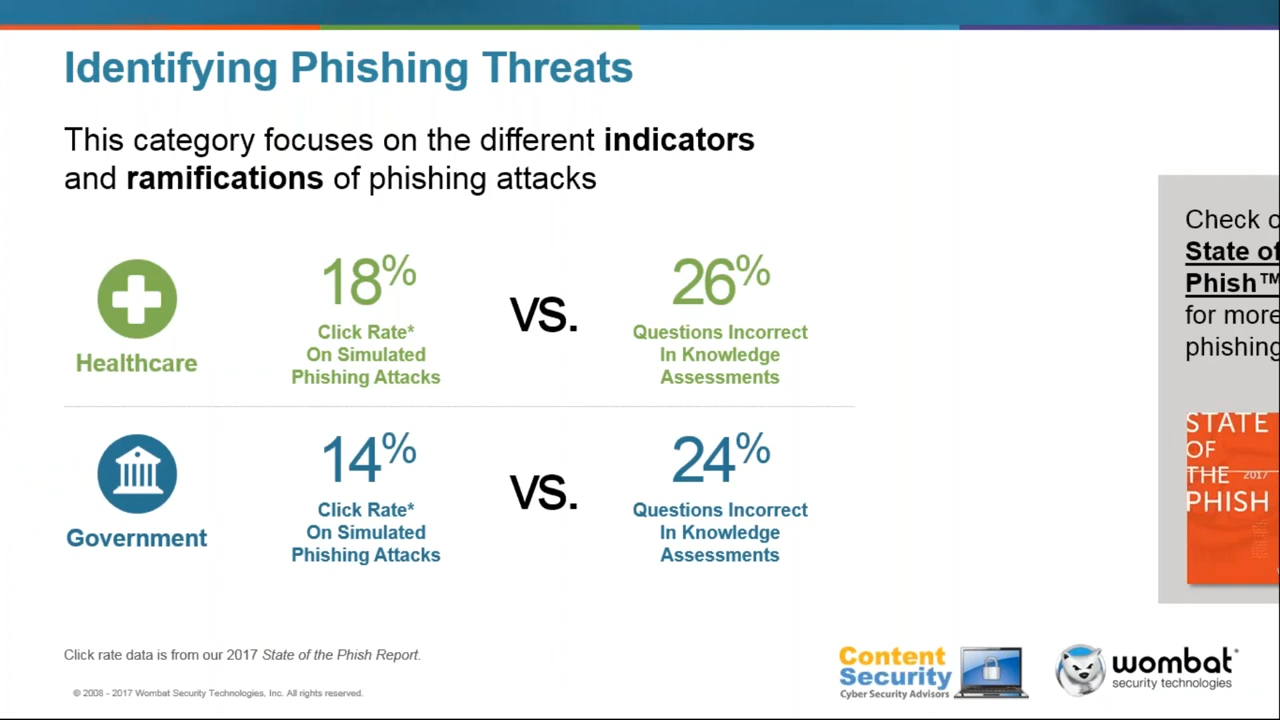 Identifying Phishing Threats
This category focuses on the different indicators
and ramifications of phishing attacks
Healthcare
18%
Click Rate*
On Simulated
Phishing Attacks
VS.
26%
Questions Incorrect
In Knowledge
Assessments
Government
14%
Click Rate*
On Simulated
Phishing Attacks
VS.
24%
Questions Incorrect
In Knowledge
Assessments
Check
State of
Phish™
for more
phishing
STATE
OF
THE 2017
PHISH
Click rate data is from our 2017 State of the Phish Report.
© 2008 - 2017 Wombat Security Technologies, Inc. All rights reserved.
Content
Security
Cyber Security Advisors
wombat®
security technologies